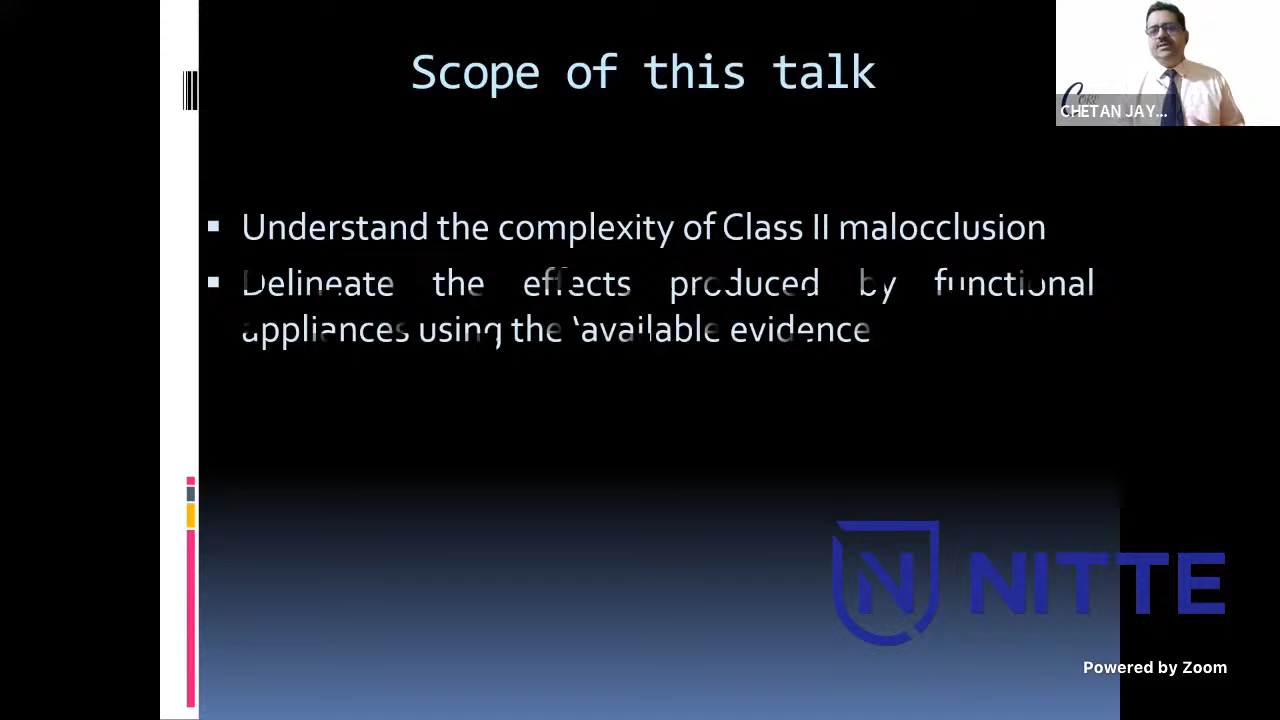 Scope of this talk
CHETAN JAY...
▪ Understand the complexity of Class II malocclusion
▪ Delineate the effects produced by functional
appliances using the ‘available evidence
N NITTE
Powered by Zoom